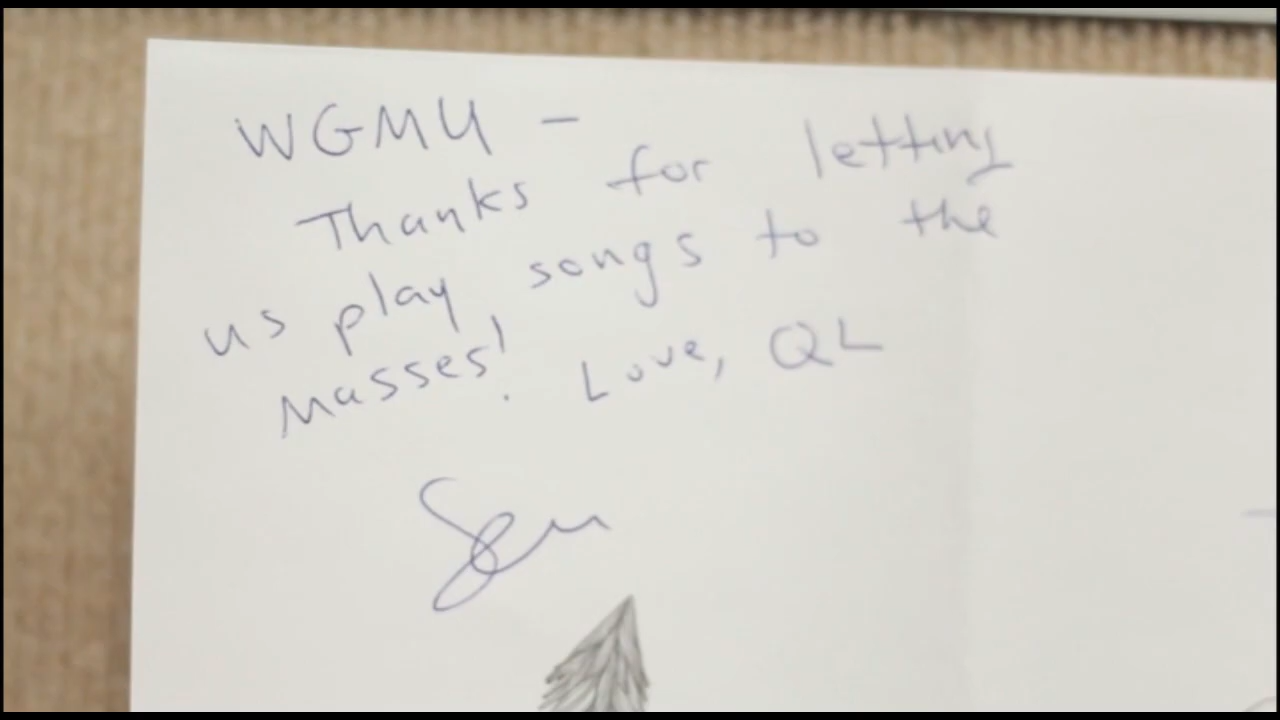 WGMU -
Thanks for letting
us play songs to the
masses! Love, QL